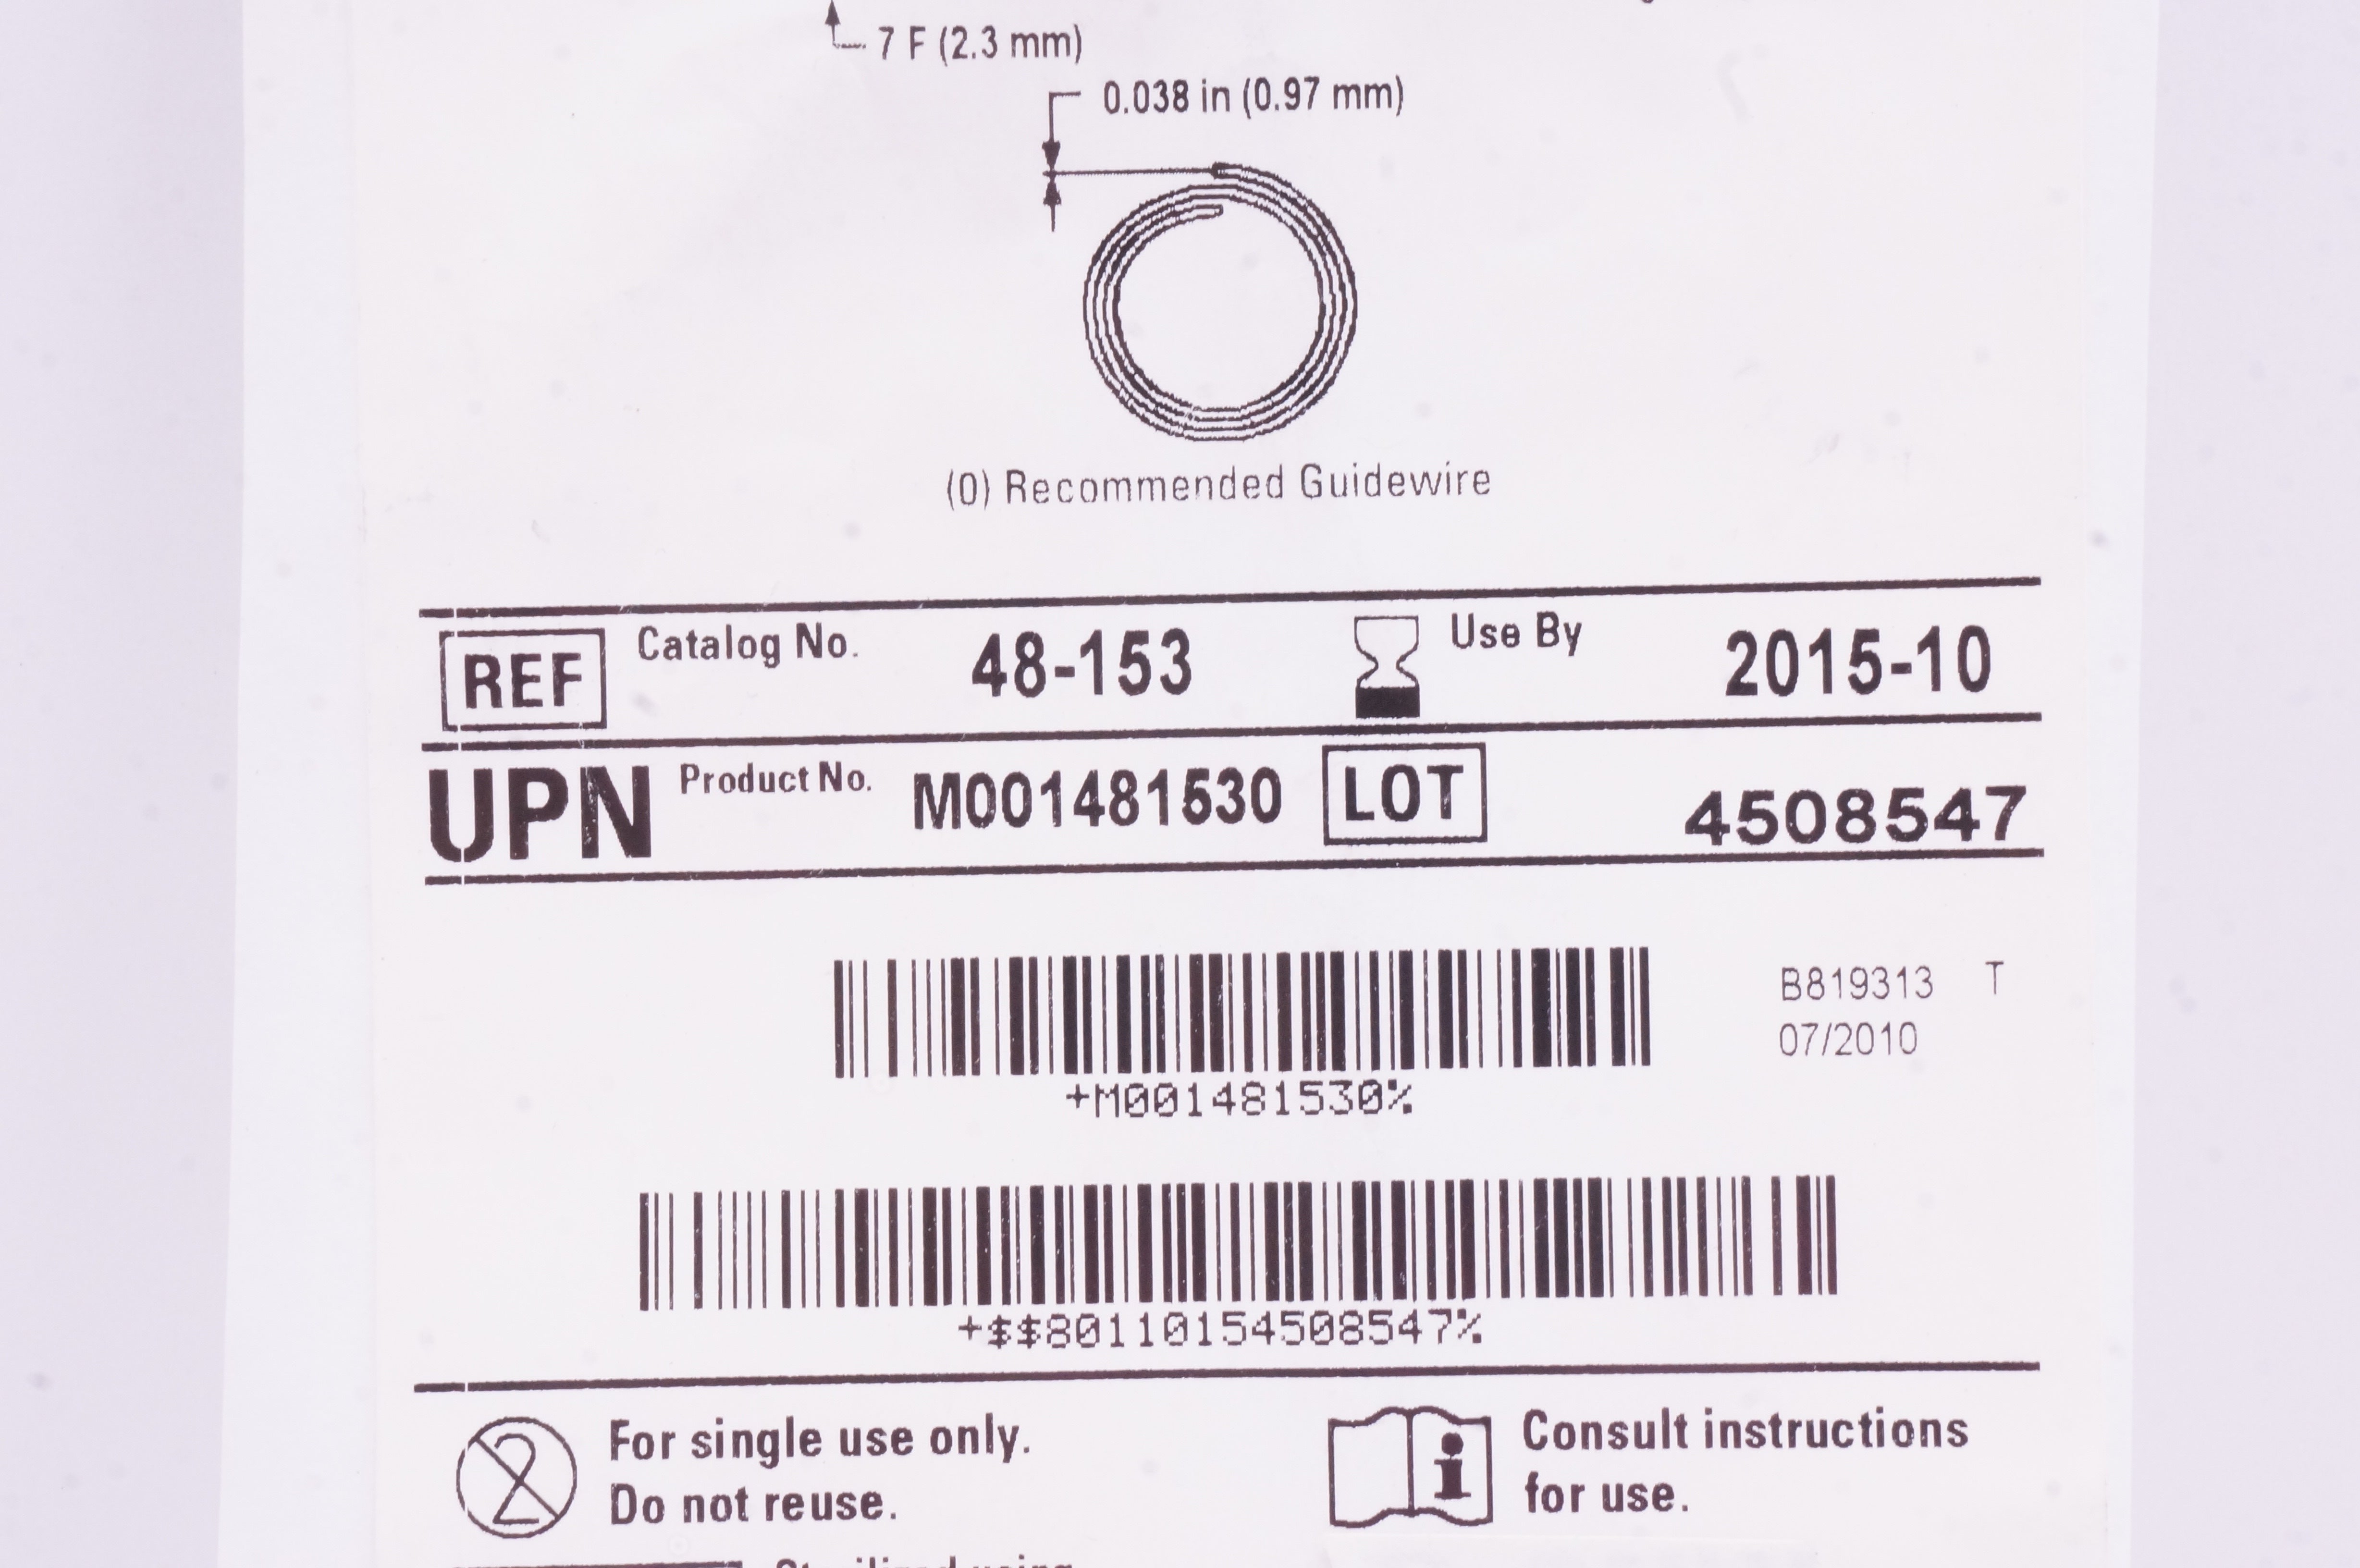 7 F (2.3 mm)
0.038 in (0.97 mm)
(0) Recommended Guidewire
REF Catalog No. 48-153 Use By 2015-10
UPN Product No. M001481530 LOT 4508547
B819313 T
07/2010
+M001481530%
+$$80110154508547%
2 For single use only.
Do not reuse.
i Consult instructions
for use.